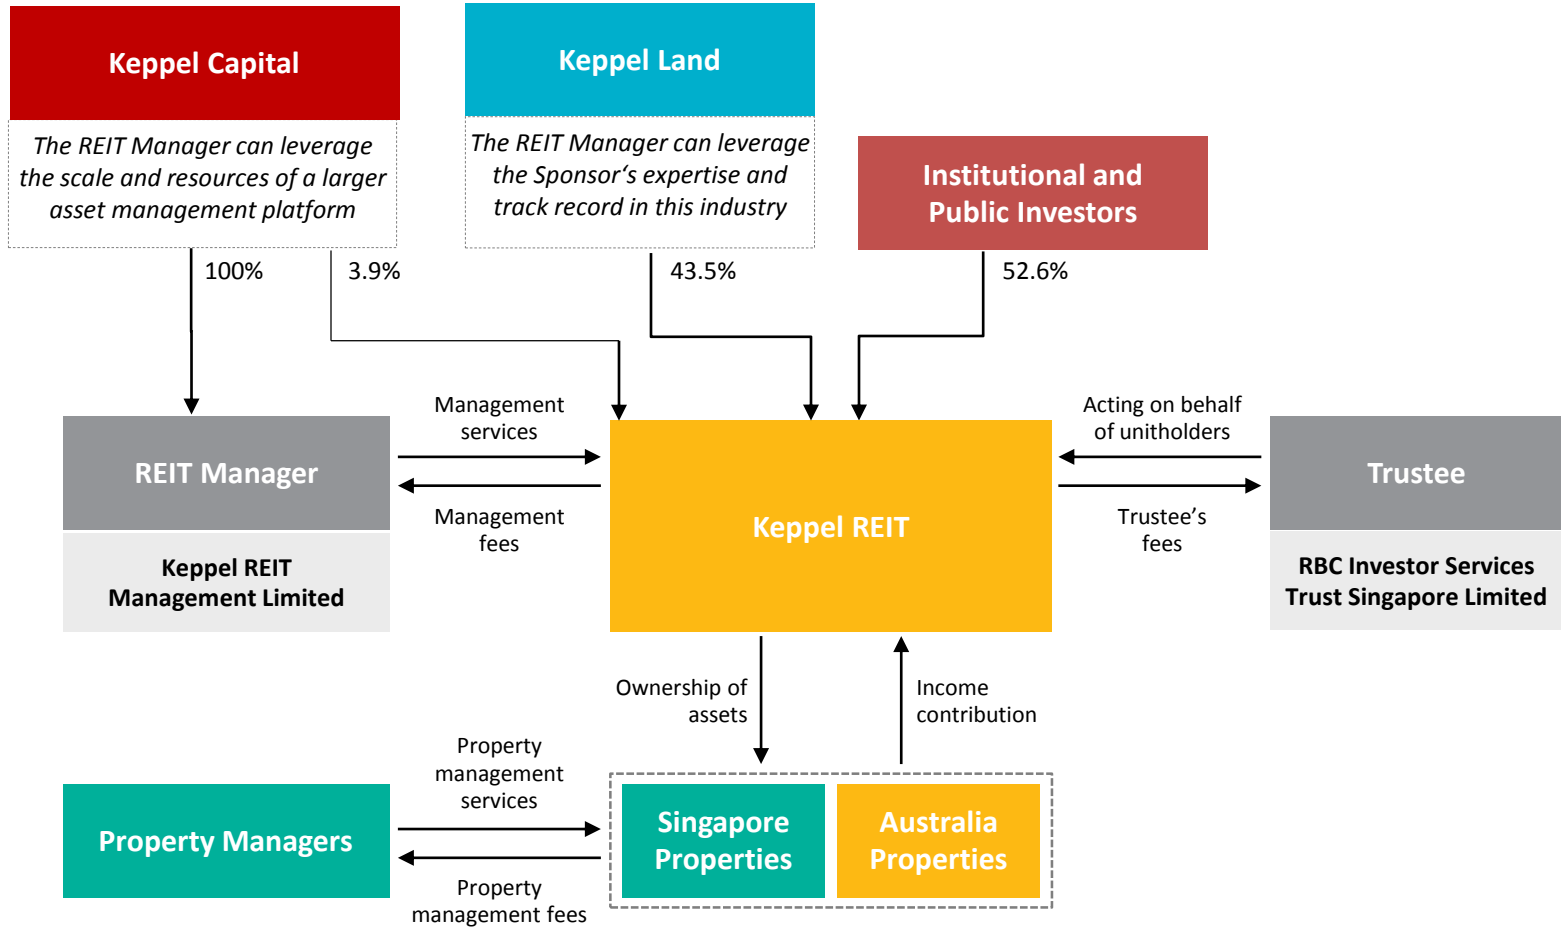 Keppel Capital
The REIT Manager can leverage
the scale and resources of a larger
asset management platform
Keppel Land
The REIT Manager can leverage
the Sponsor‘s expertise and
track record in this industry
Institutional and
Public Investors
100%
3.9%
43.5%
52.6%
REIT Manager
Keppel REIT
Management Limited
Management
services
Management
fees
Keppel REIT
Acting on behalf
of unitholders
Trustee’s
fees
Trustee
RBC Investor Services
Trust Singapore Limited
Ownership of
assets
Income
contribution
Property Managers
Property
management
services
Property
management fees
Singapore
Properties
Australia
Properties